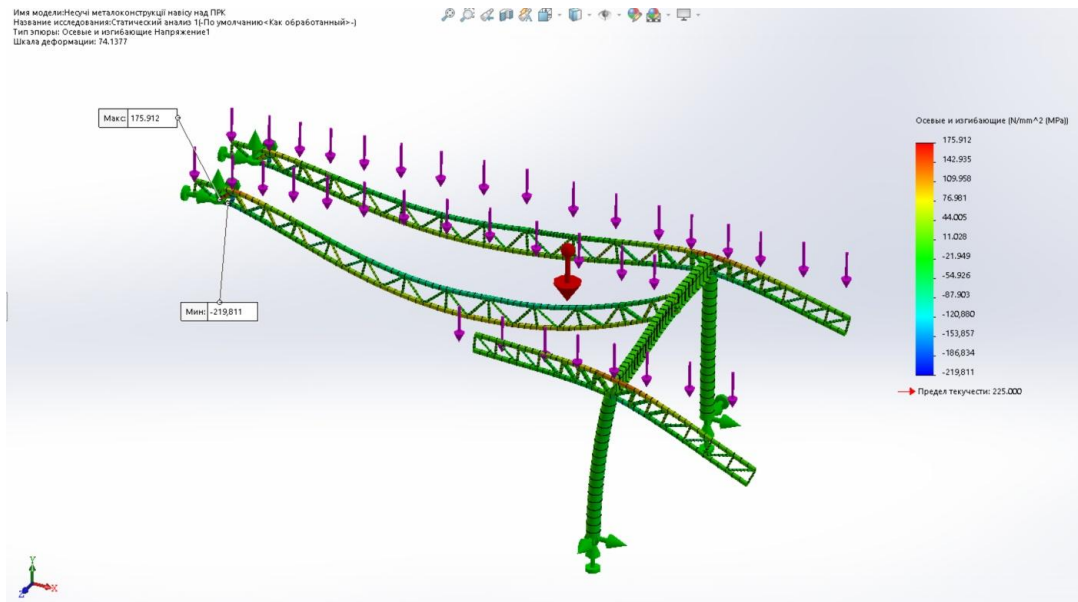 Имя модели:Несучі металоконструкції навісу над ПРК
Название исследования:Статический анализ 1(-По умолчанию<Как обработанный>-)
Тип эпюры: Осевые и изгибающие Напряжение1
Шкала деформации: 74.1377
Макс: 175.912
Осевые и изгибающие (N/mm^2 (MPa))
175.912
142.935
109.958
76.981
44.005
11.028
-21.949
-54.926
-87.903
-120,880
-153,857
-186,834
-219,811
Предел текучести: 225.000
Мин: -219,811
Y
X
Z